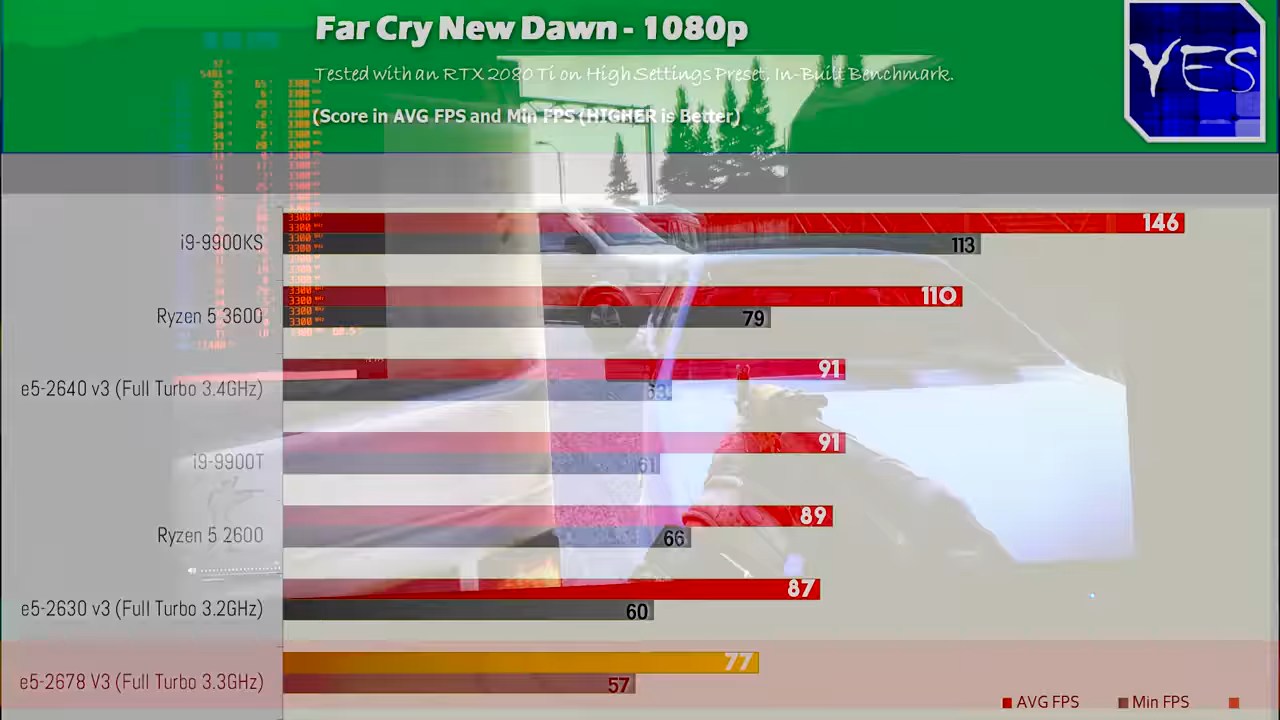 Far Cry New Dawn - 1080p
Tested with an RTX 2080 Ti on High Settings Preset, In-Built Benchmark.
(Score in AVG FPS and Min FPS (HIGHER is Better)
YES
i9-9900KS
146
113
Ryzen 5 3600
110
79
e5-2640 v3 (Full Turbo 3.4GHz)
91
63
i9-9900T
91
61
Ryzen 5 2600
89
66
e5-2630 v3 (Full Turbo 3.2GHz)
87
60
e5-2678 V3 (Full Turbo 3.3GHz)
77
57
AVG FPS
Min FPS